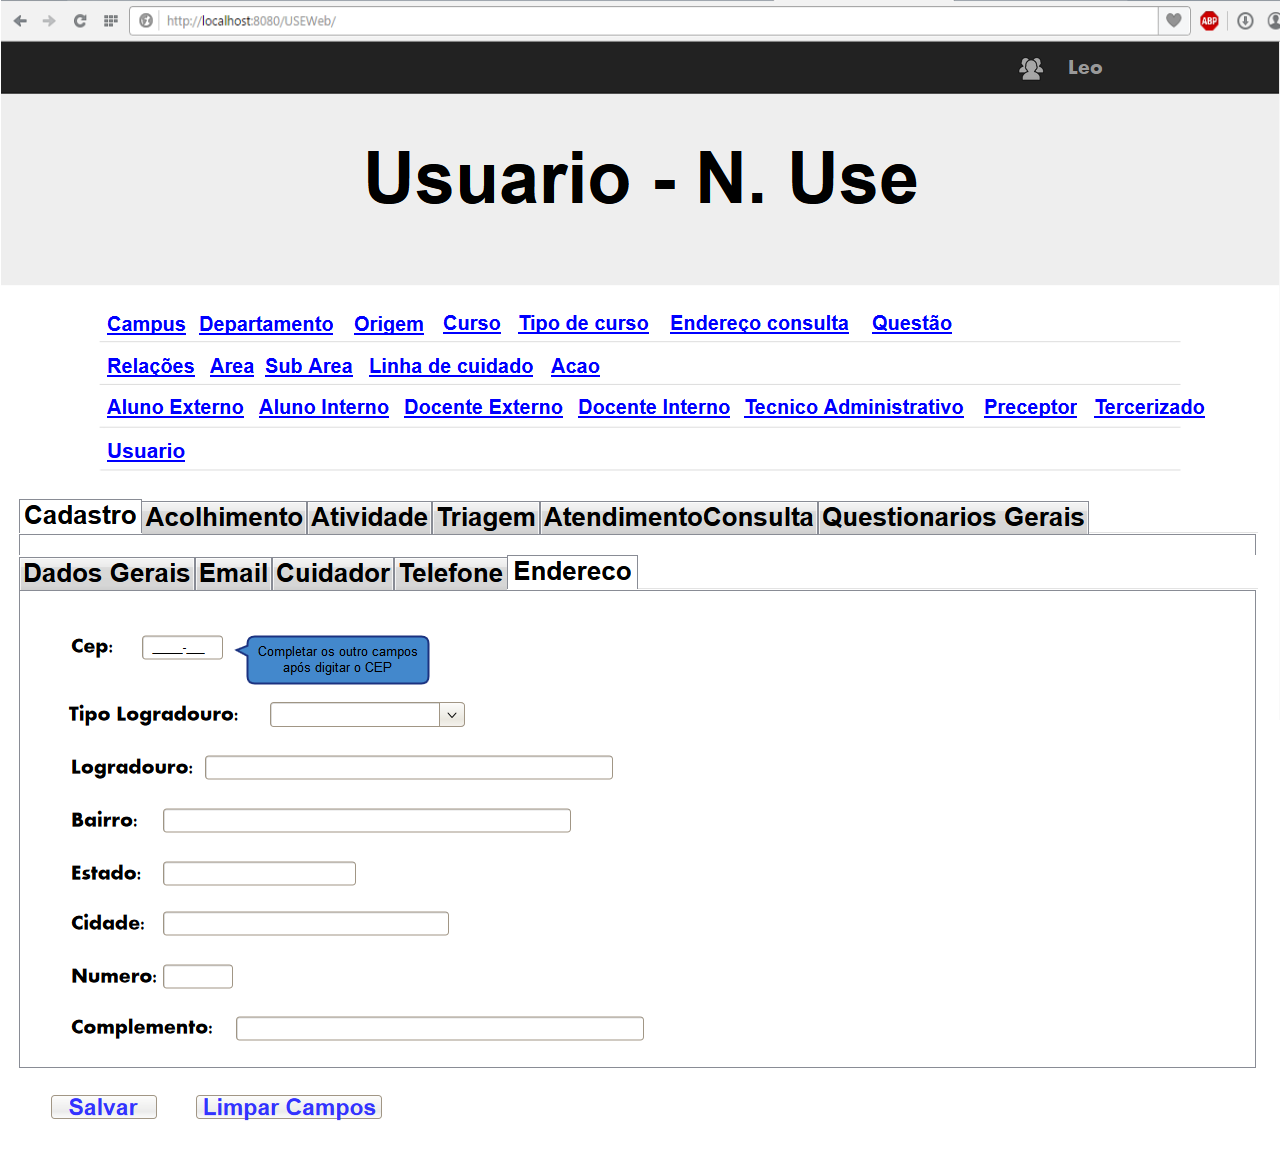 http://localhost:8080/USEWeb/
ABP
Leo
Usuario - N. Use
Campus Departamento Origem Curso Tipo de curso Endereço consulta Questão
Relações Area Sub Area Linha de cuidado Acao
Aluno Externo Aluno Interno Docente Externo Docente Interno Tecnico Administrativo Preceptor Tercerizado
Usuario
Cadastro Acolhimento Atividade Triagem AtendimentoConsulta Questionarios Gerais
Dados Gerais Email Cuidador Telefone Endereco
Cep: ____-__
Completar os outro campos
após digitar o CEP
Tipo Logradouro:
Logradouro:
Bairro:
Estado:
Cidade:
Numero:
Complemento:
Salvar Limpar Campos